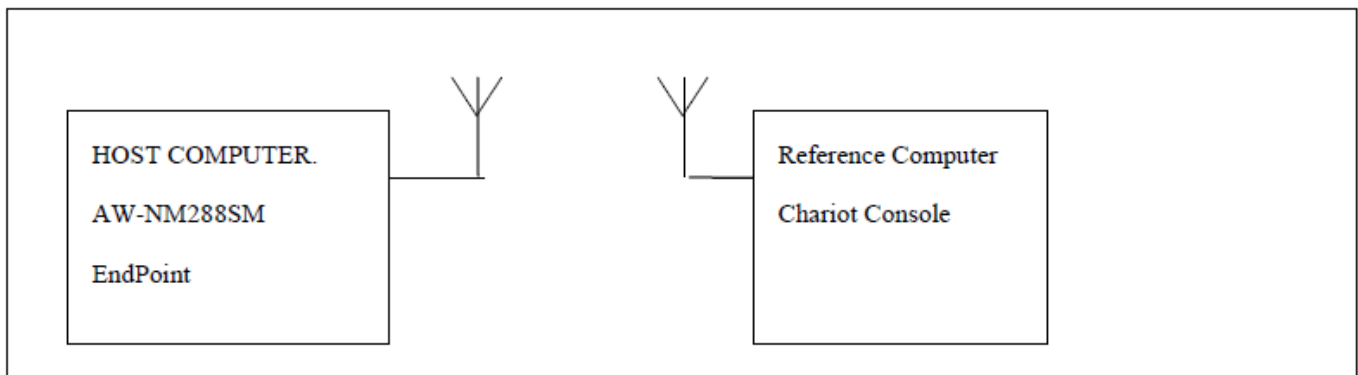 HOST COMPUTER.
AW-NM288SM
EndPoint
Reference Computer
Chariot Console